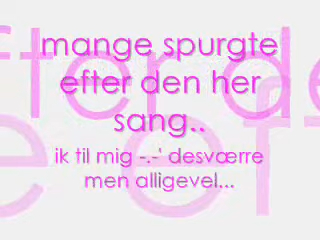 mange spurgte
efter den her
sang..
ik til mig -.-' desværre
men alligevel...